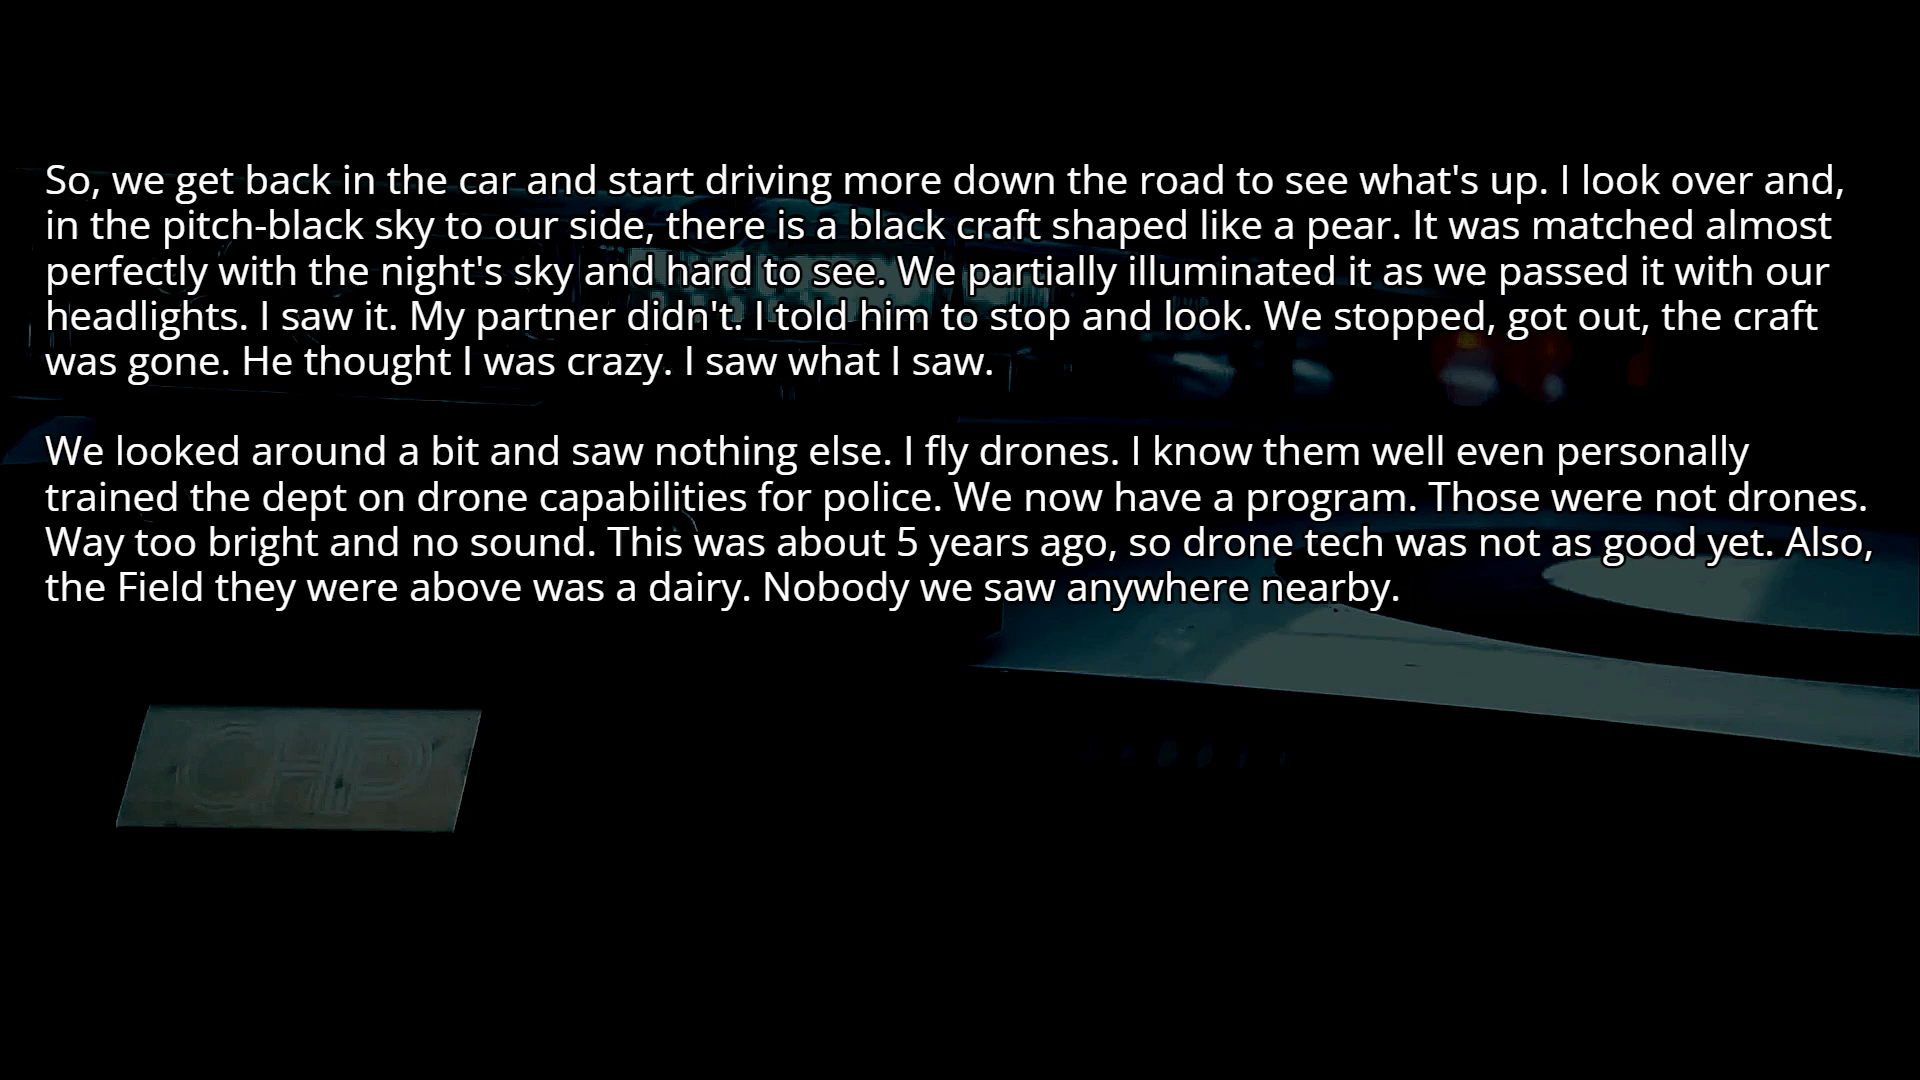 So, we get back in the car and start driving more down the road to see what's up. I look over and,
in the pitch-black sky to our side, there is a black craft shaped like a pear. It was matched almost
perfectly with the night's sky and hard to see. We partially illuminated it as we passed it with our
headlights. I saw it. My partner didn't. I told him to stop and look. We stopped, got out, the craft
was gone. He thought I was crazy. I saw what I saw.
We looked around a bit and saw nothing else. I fly drones. I know them well even personally
trained the dept on drone capabilities for police. We now have a program. Those were not drones.
Way too bright and no sound. This was about 5 years ago, so drone tech was not as good yet. Also,
the Field they were above was a dairy. Nobody we saw anywhere nearby.